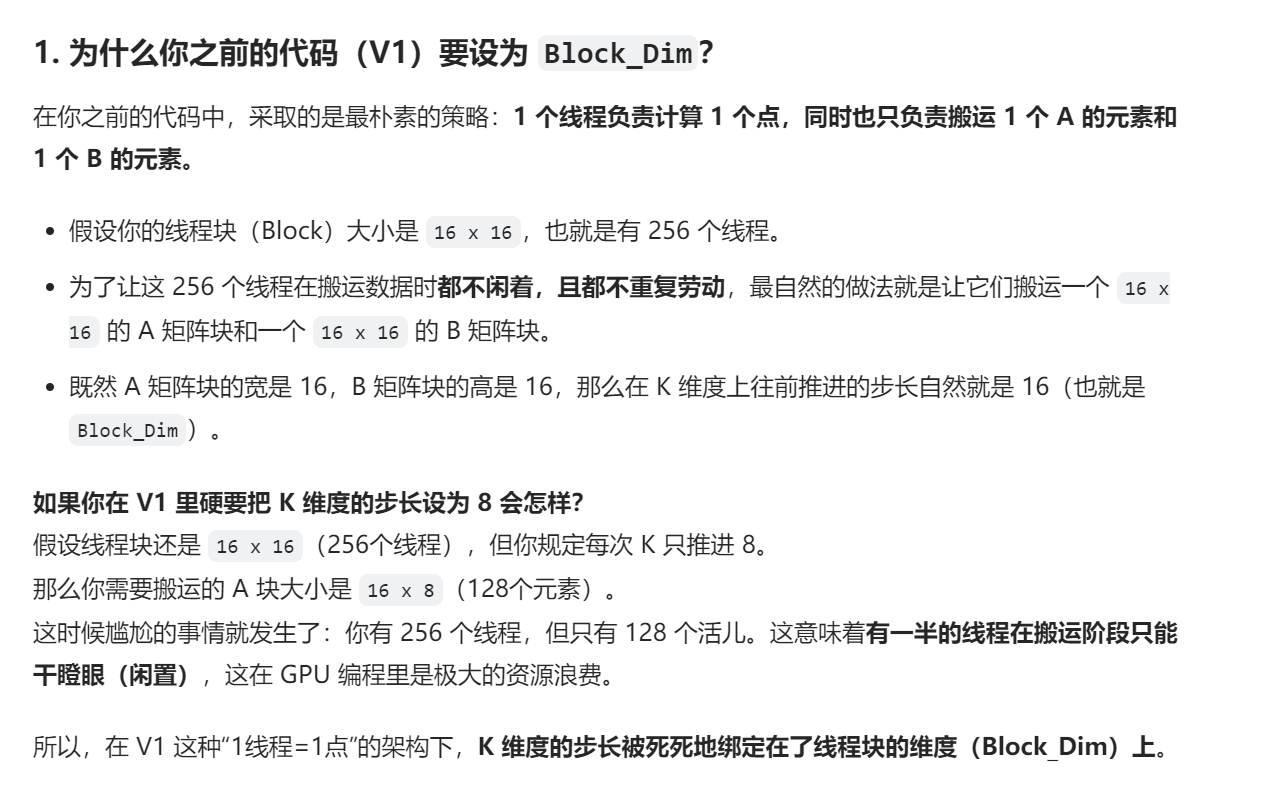 1. 为什么你之前的代码（V1）要设为 Block_Dim？
在你之前的代码中，采取的是最朴素的策略：1 个线程负责计算 1 个点，同时也只负责搬运 1 个 A 的元素和
1 个 B 的元素。
• 假设你的线程块（Block）大小是 16 x 16，也就是有 256 个线程。
• 为了让这 256 个线程在搬运数据时都不闲着，且都不重复劳动，最自然的做法就是让它们搬运一个 16 x
16 的 A 矩阵块和一个 16 x 16 的 B 矩阵块。
• 既然 A 矩阵块的宽是 16，B 矩阵块的高是 16，那么在 K 维度上往前推进的步长自然就是 16（也就是
Block_Dim）。
如果你在 V1 里硬要把 K 维度的步长设为 8 会怎样？
假设线程块还是 16 x 16（256个线程），但你规定每次 K 只推进 8。
那么你需要搬运的 A 块大小是 16 x 8（128个元素）。
这时候尴尬的事情就发生了：你有 256 个线程，但只有 128 个活儿。这意味着有一半的线程在搬运阶段只能
干瞪眼（闲置），这在 GPU 编程里是极大的资源浪费。
所以，在 V1 这种“1线程=1点”的架构下，K 维度的步长被死死地绑定在了线程块的维度（Block_Dim）上。